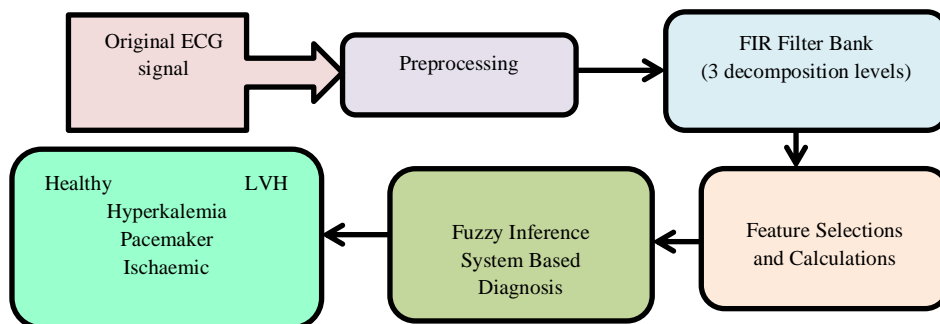 Original ECG
signal
Preprocessing
FIR Filter Bank
(3 decomposition levels)
Healthy LVH
Hyperkalemia
Pacemaker
Ischaemic
Fuzzy Inference
System Based
Diagnosis
Feature Selections
and Calculations